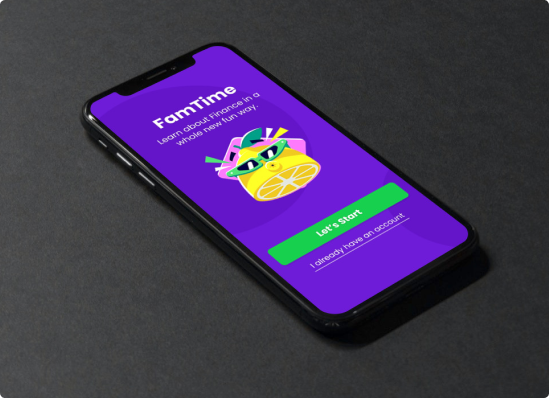 FamTime
Learn about Finance in a
whole new fun way.
Let's Start
I already have an account